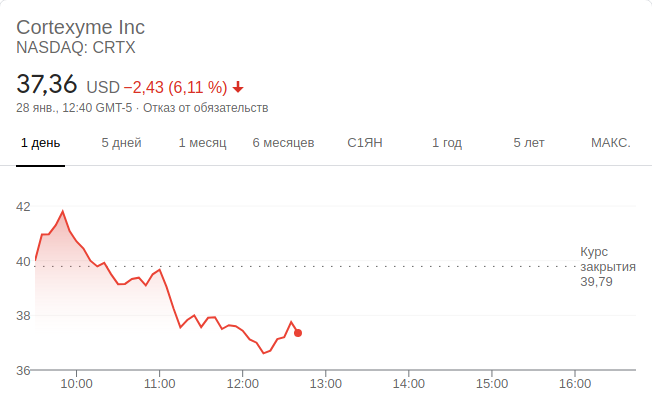 Cortexyme Inc
NASDAQ: CRTX
37,36 USD −2,43 (6,11 %)
28 янв., 12:40 GMT-5 · Отказ от обязательств
1 день 5 дней 1 месяц 6 месяцев С1ЯН 1 год 5 лет МАКС.
42
40
38
36
Курс
закрытия
39,79
10:00 11:00 12:00 13:00 14:00 15:00 16:00